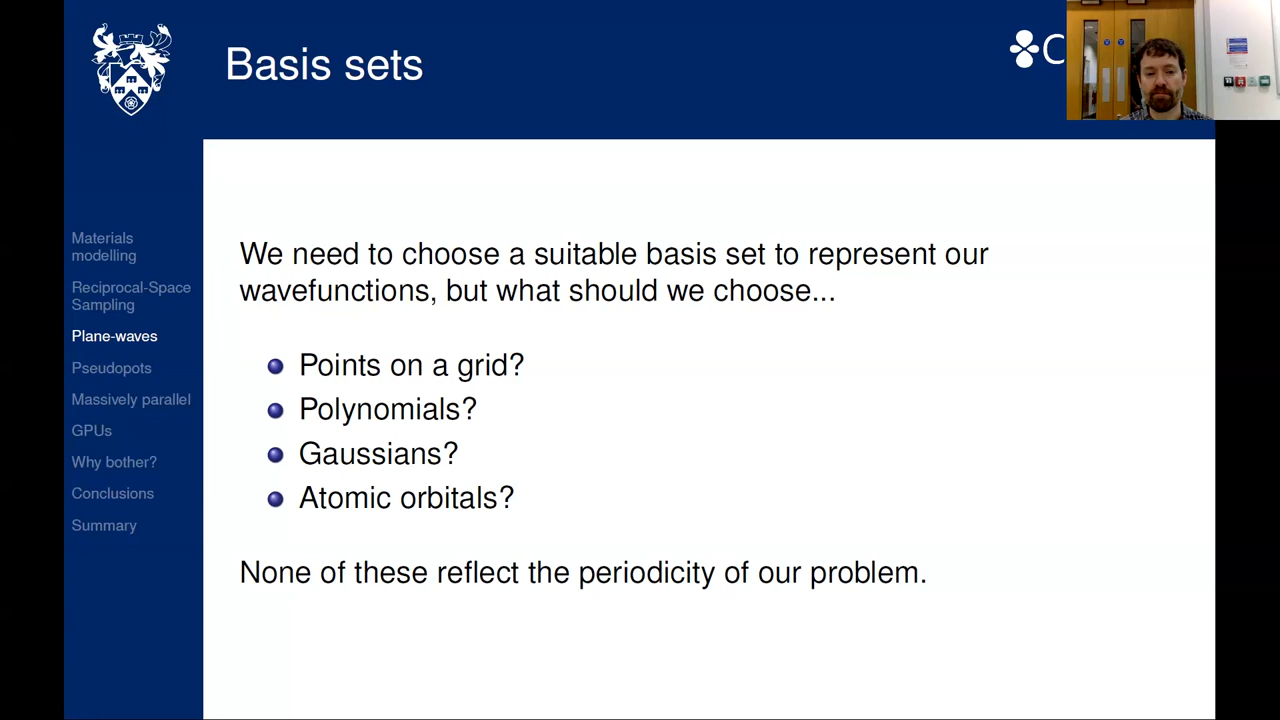 Basis sets
C
Materials
modelling
Reciprocal-Space
Sampling
Plane-waves
Pseudopots
Massively parallel
GPUs
Why bother?
Conclusions
Summary
We need to choose a suitable basis set to represent our
wavefunctions, but what should we choose...
Points on a grid?
Polynomials?
Gaussians?
Atomic orbitals?
None of these reflect the periodicity of our problem.